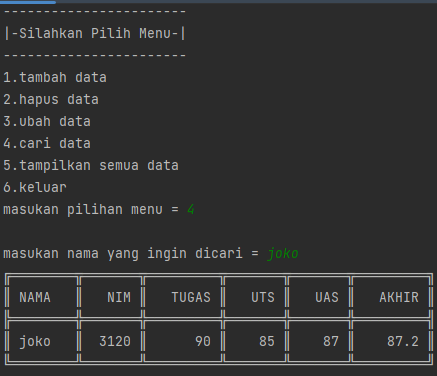 -----------------------
|-Silahkan Pilih Menu-|
-----------------------
1.tambah data
2.hapus data
3.ubah data
4.cari data
5.tampilkan semua data
6.keluar
masukan pilihan menu = 4
masukan nama yang ingin dicari = joko
NAMA NIM TUGAS UTS UAS AKHIR
joko 3120 90 85 87 87.2